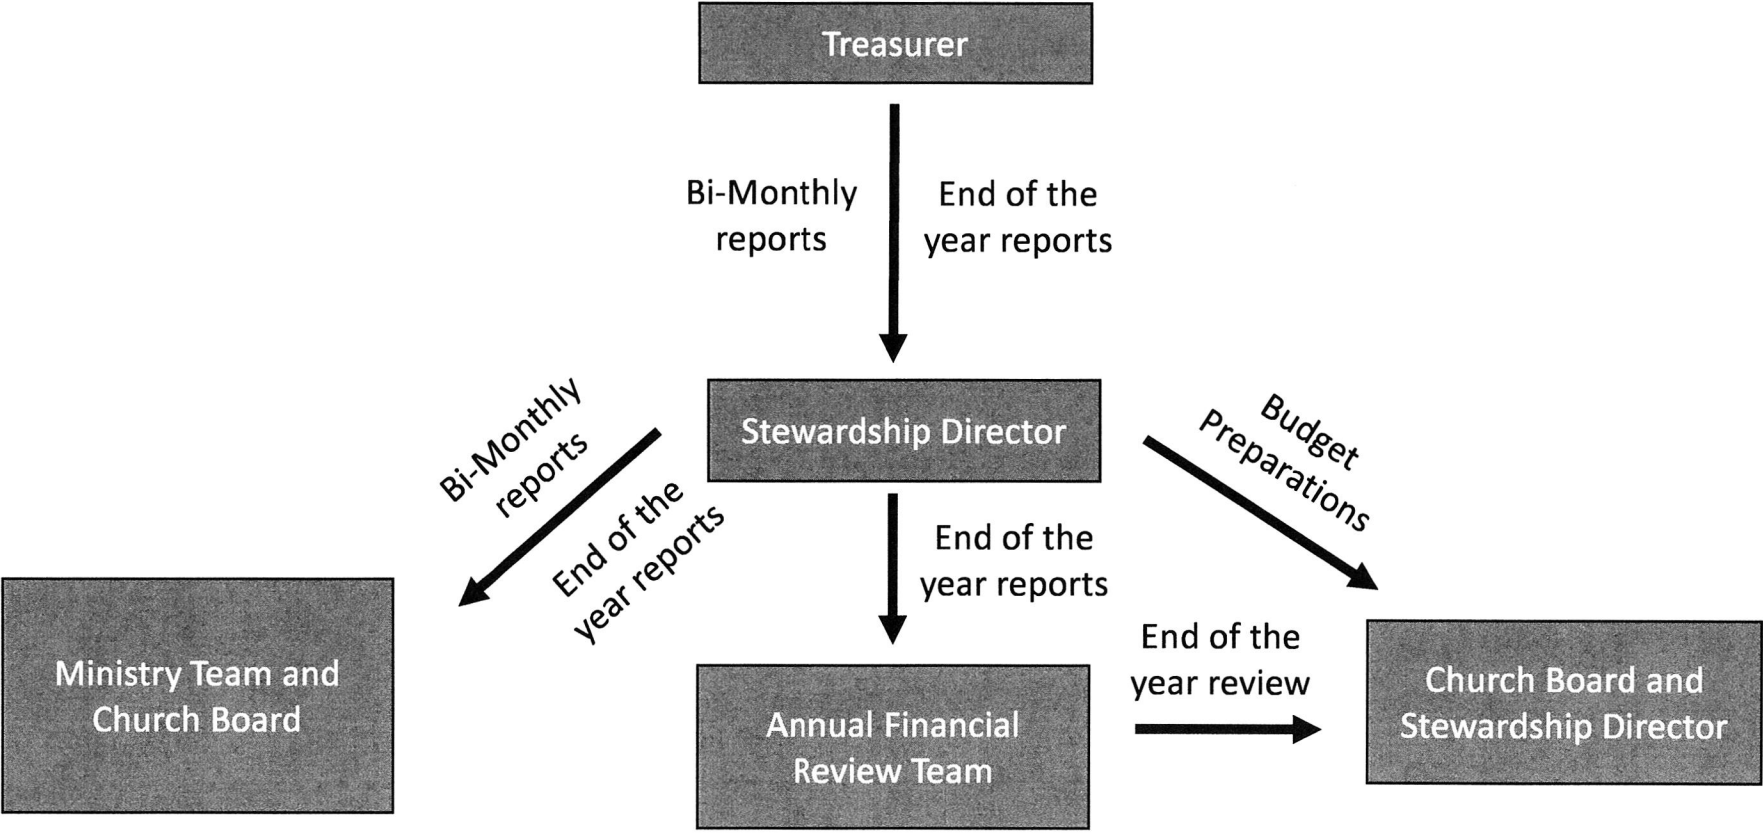 Treasurer
Bi-Monthly
reports
End of the
year reports
Stewardship Director
Bi-Monthly
reports
End of the
year reports
End of the
year reports
Budget
Preparations
End of the
year review
Ministry Team and
Church Board
Annual Financial
Review Team
Church Board and
Stewardship Director